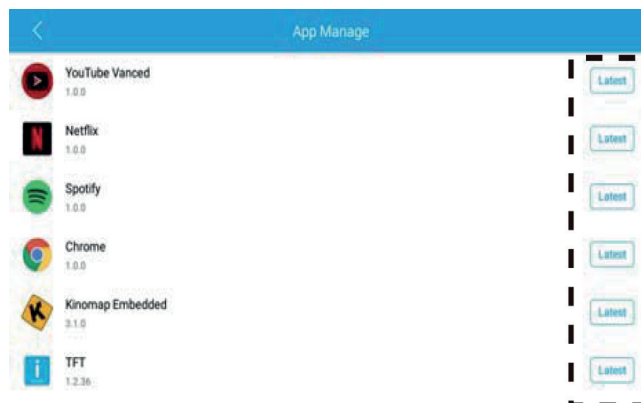 App Manage
YouTube Vanced
1.0.0
Latest
Netflix
1.0.0
Latest
Spotify
1.0.0
Latest
Chrome
1.0.0
Latest
Kinomap Embedded
3.1.0
Latest
TFT
1.2.36
Latest